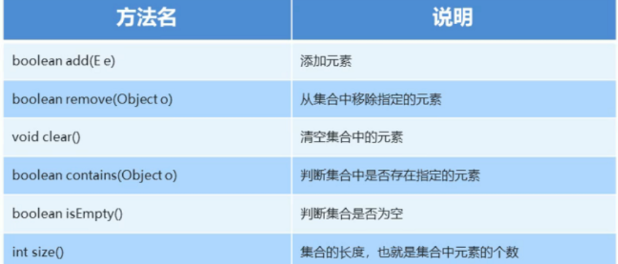 方法名 说明
boolean add(E e) 添加元素
boolean remove(Object o) 从集合中移除指定的元素
void clear() 清空集合中的元素
boolean contains(Object o) 判断集合中是否存在指定的元素
boolean isEmpty() 判断集合是否为空
int size() 集合的长度，也就是集合中元素的个数